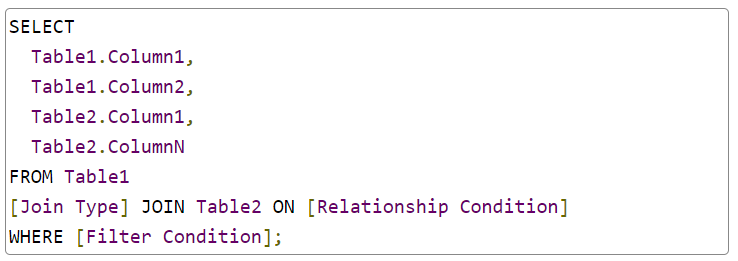 SELECT
  Table1.Column1,
  Table1.Column2,
  Table2.Column1,
  Table2.ColumnN
FROM Table1
[Join Type] JOIN Table2 ON [Relationship Condition]
WHERE [Filter Condition];